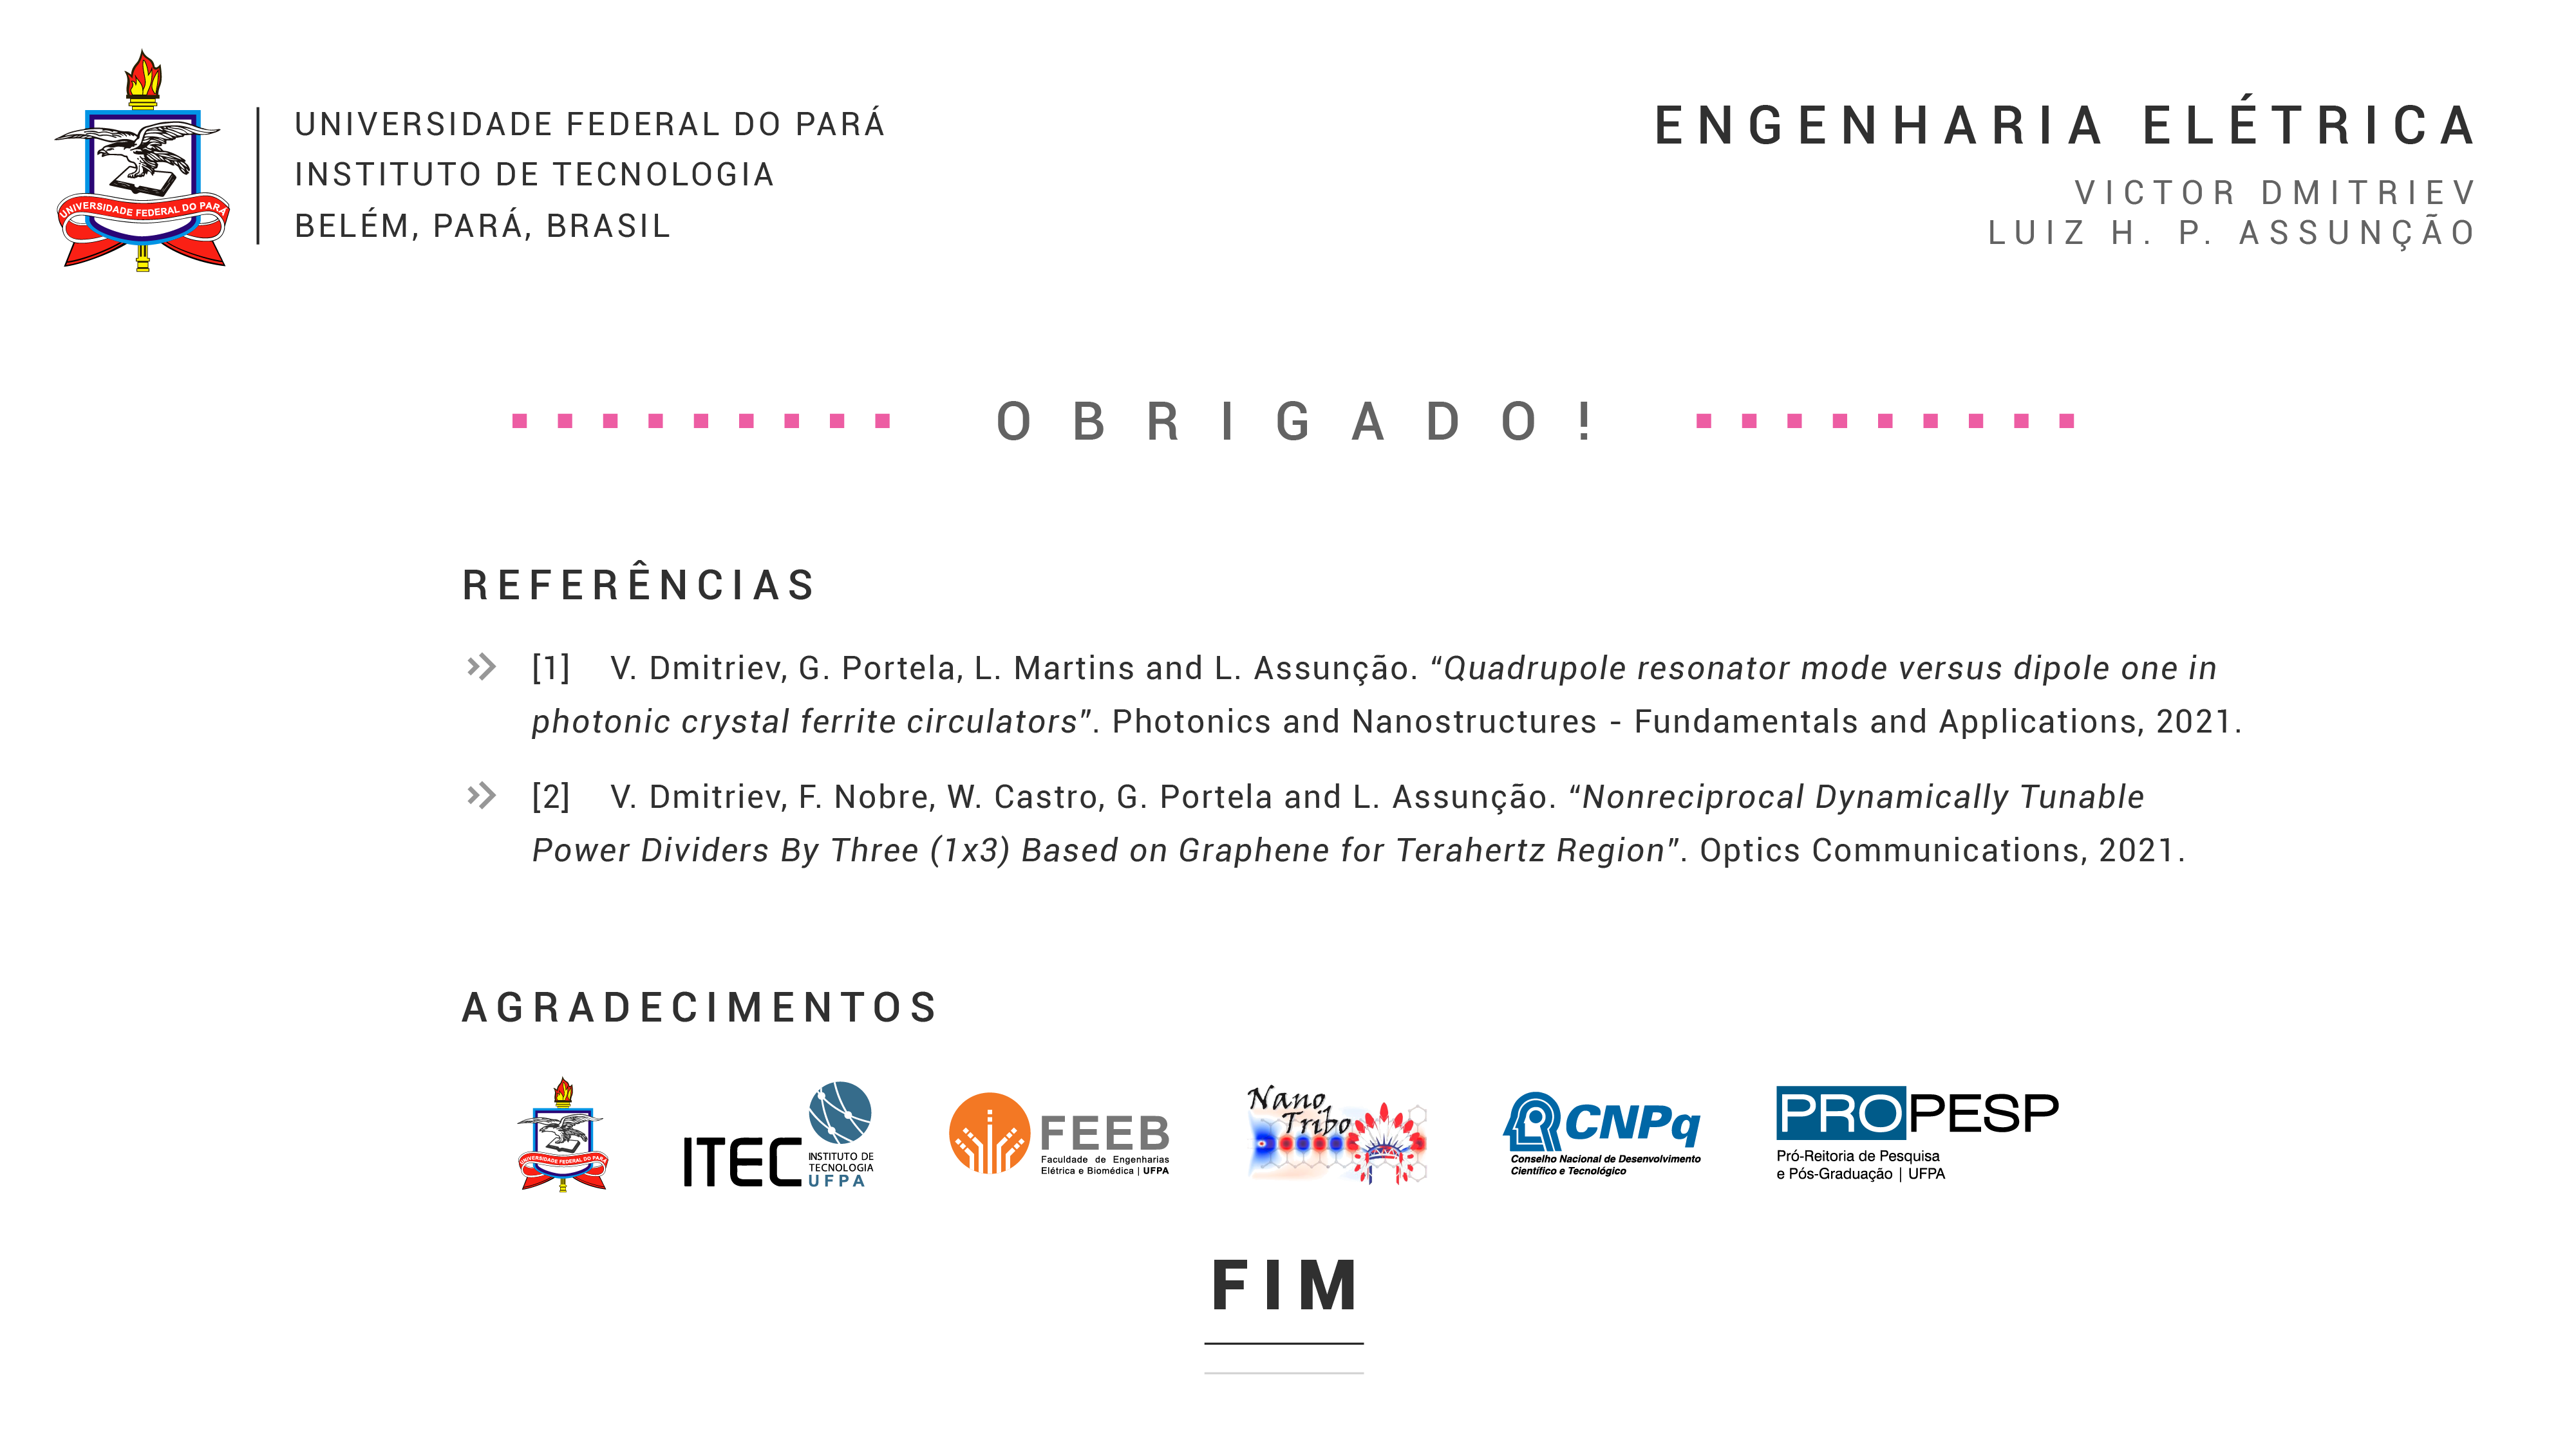 UNIVERSIDADE FEDERAL DO PARÁ
UNIVERSIDADE FEDERAL DO PARÁ
INSTITUTO DE TECNOLOGIA
BELÉM, PARÁ, BRASIL
ENGENHARIA ELÉTRICA
VICTOR DMITRIEV
LUIZ H. P. ASSUNÇÃO
OBRIGADO!
REFERÊNCIAS
[1] V. Dmitriev, G. Portela, L. Martins and L. Assunção. “Quadrupole resonator mode versus dipole one in
photonic crystal ferrite circulators”. Photonics and Nanostructures - Fundamentals and Applications, 2021.
[2] V. Dmitriev, F. Nobre, W. Castro, G. Portela and L. Assunção. “Nonreciprocal Dynamically Tunable
Power Dividers By Three (1x3) Based on Graphene for Terahertz Region”. Optics Communications, 2021.
AGRADECIMENTOS
UNIVERSIDADE FEDERAL DO PARÁ
ITEC
INSTITUTO DE
TECNOLOGIA
UFPA
FEEB
Faculdade de Engenharias
Elétrica e Biomédica | UFPA
Nano
Tribo
CNPq
Conselho Nacional de Desenvolvimento
Científico e Tecnológico
PROPESP
Pró-Reitoria de Pesquisa
e Pós-Graduação | UFPA
FIM